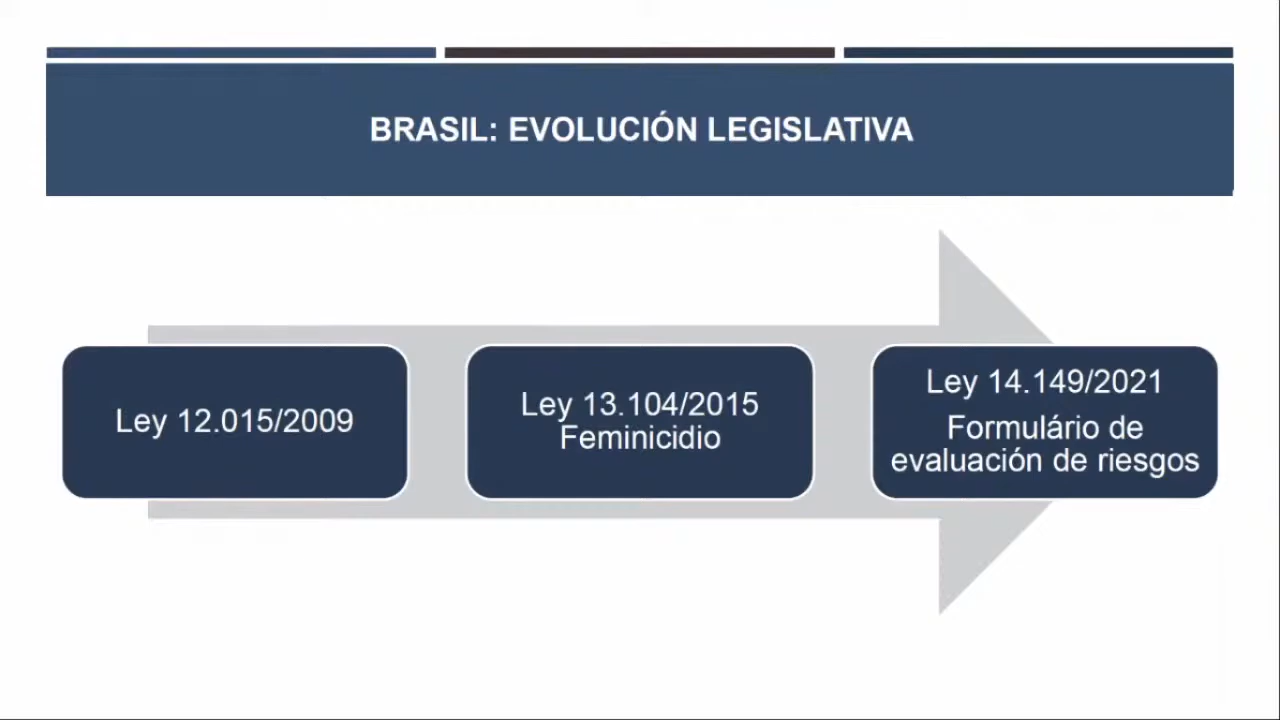 BRASIL: EVOLUCIÓN LEGISLATIVA
Ley 12.015/2009
Ley 13.104/2015
Feminicidio
Ley 14.149/2021
Formulário de
evaluación de riesgos